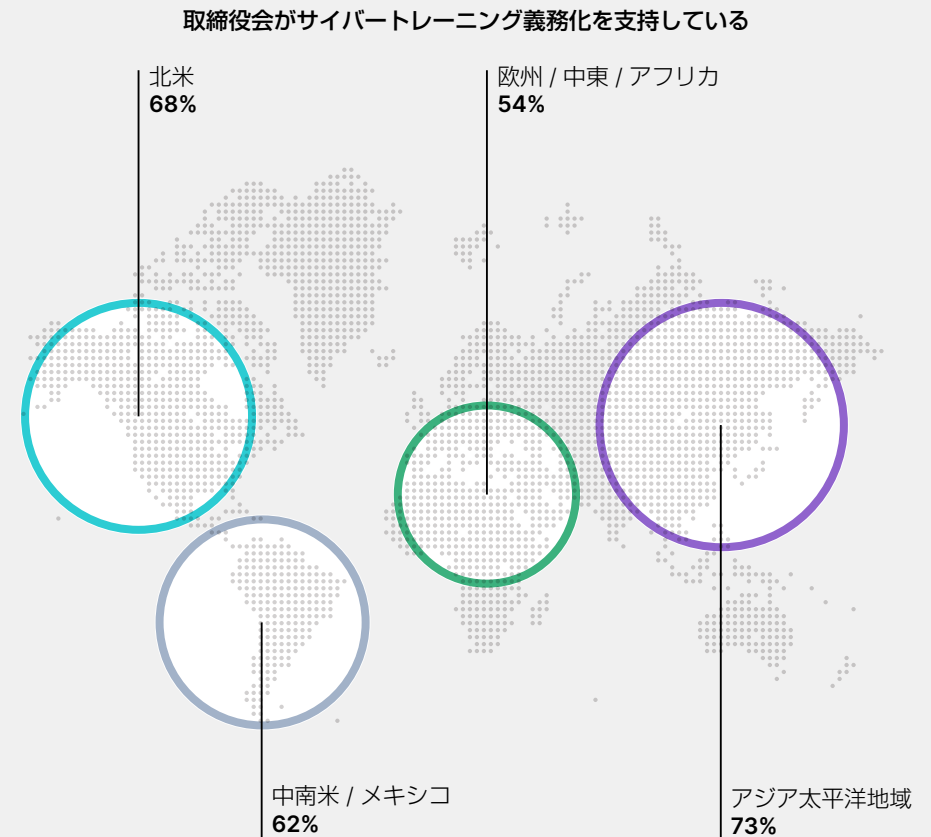 取締役会がサイバートレーニング義務化を支持している
北米
68%
欧州 / 中東 / アフリカ
54%
中南米 / メキシコ
62%
アジア太平洋地域
73%